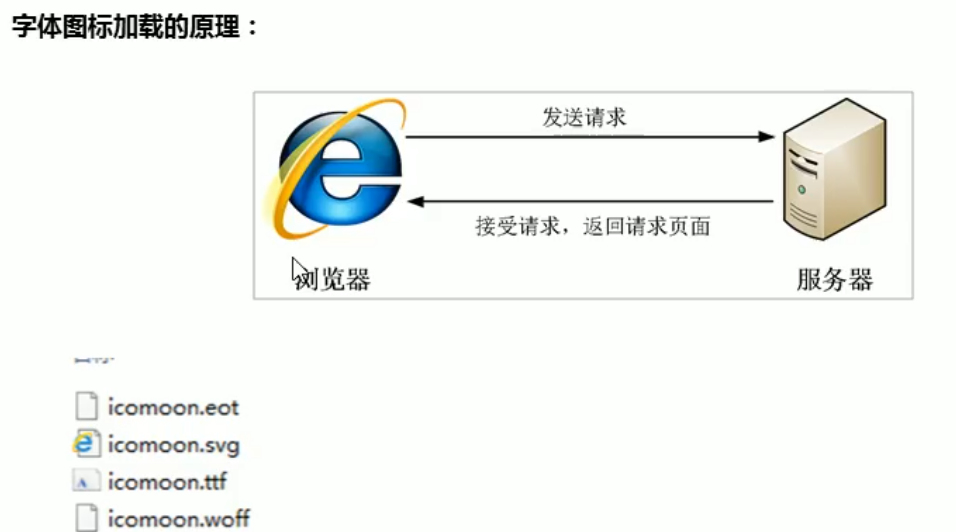 字体图标加载的原理：
发送请求
接受请求，返回请求页面
浏览器
服务器
icomoon.eot
icomoon.svg
icomoon.ttf
icomoon.woff